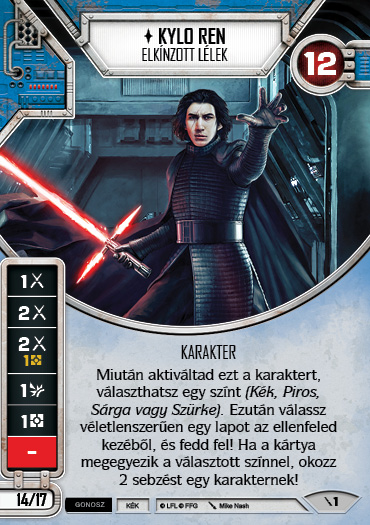 KYLO REN
ELKÍNZOTT LÉLEK
12
1
2
2
1
1
1
-
KARAKTER
Miután aktiváltad ezt a karaktert,
választhatsz egy színt (Kék, Piros,
Sárga vagy Szürke). Ezután válassz
véletlenszerűen egy lapot az ellenfeled
kezéből, és fedd fel! Ha a kártya
megegyezik a választott színnel, okozz
2 sebzést egy karakternek!
14/17
GONOSZ
KÉK
© LFL © FFG
Mike Nash
1